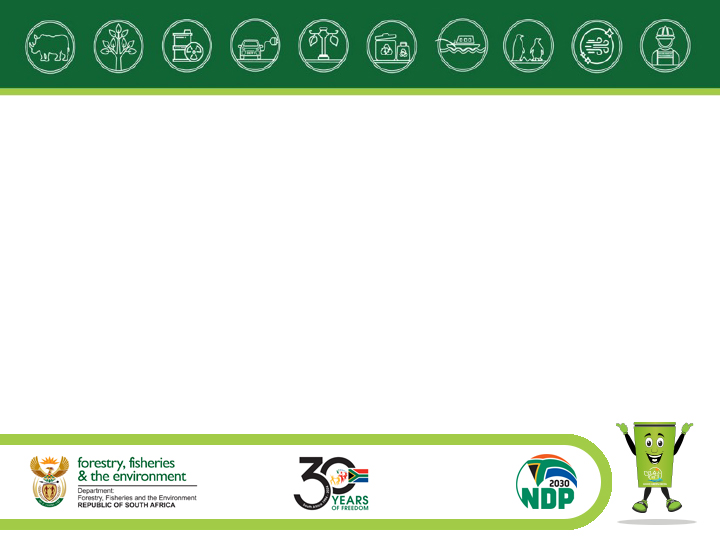 forestry, fisheries
& the environment
Department:
Forestry, Fisheries and the Environment
REPUBLIC OF SOUTH AFRICA
30
YEARS
OF FREEDOM
2030
NDP